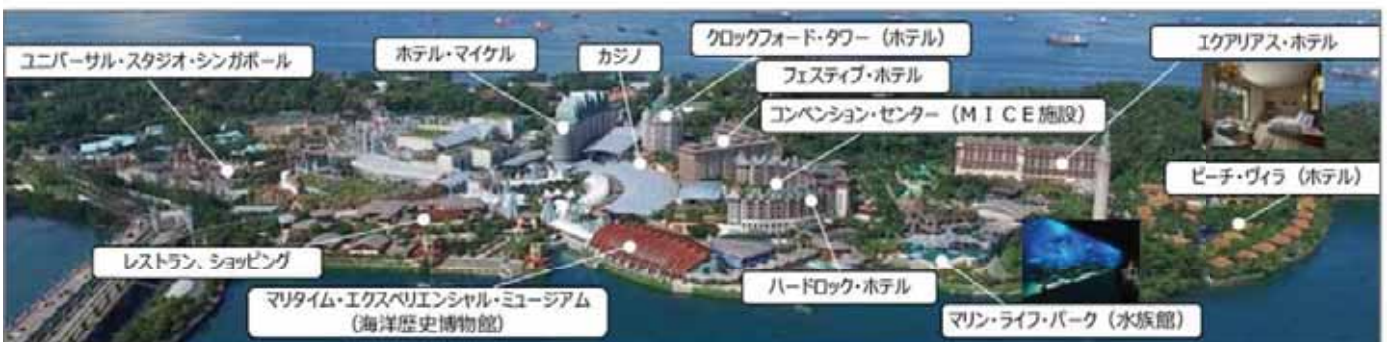 ユニバーサル・スタジオ・シンガポール
ホテル・マイケル
カジノ
クロックフォード・タワー（ホテル）
フェスティブ・ホテル
コンベンション・センター（ＭＩＣＥ施設）
エクアリアス・ホテル
ビーチ・ヴィラ（ホテル）
レストラン、ショッピング
マリタイム・エクスペリエンシャル・ミュージアム
（海洋歴史博物館）
ハードロック・ホテル
マリン・ライフ・パーク（水族館）